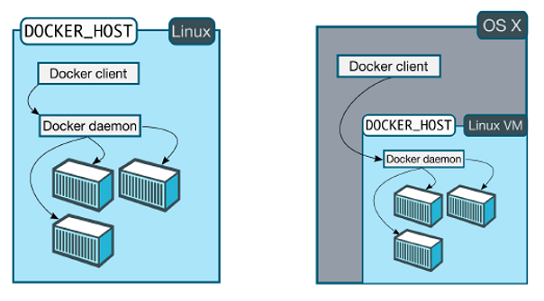 DOCKER_HOST
Linux
Docker client
Docker daemon
OS X
Docker client
DOCKER_HOST
Linux VM
Docker daemon